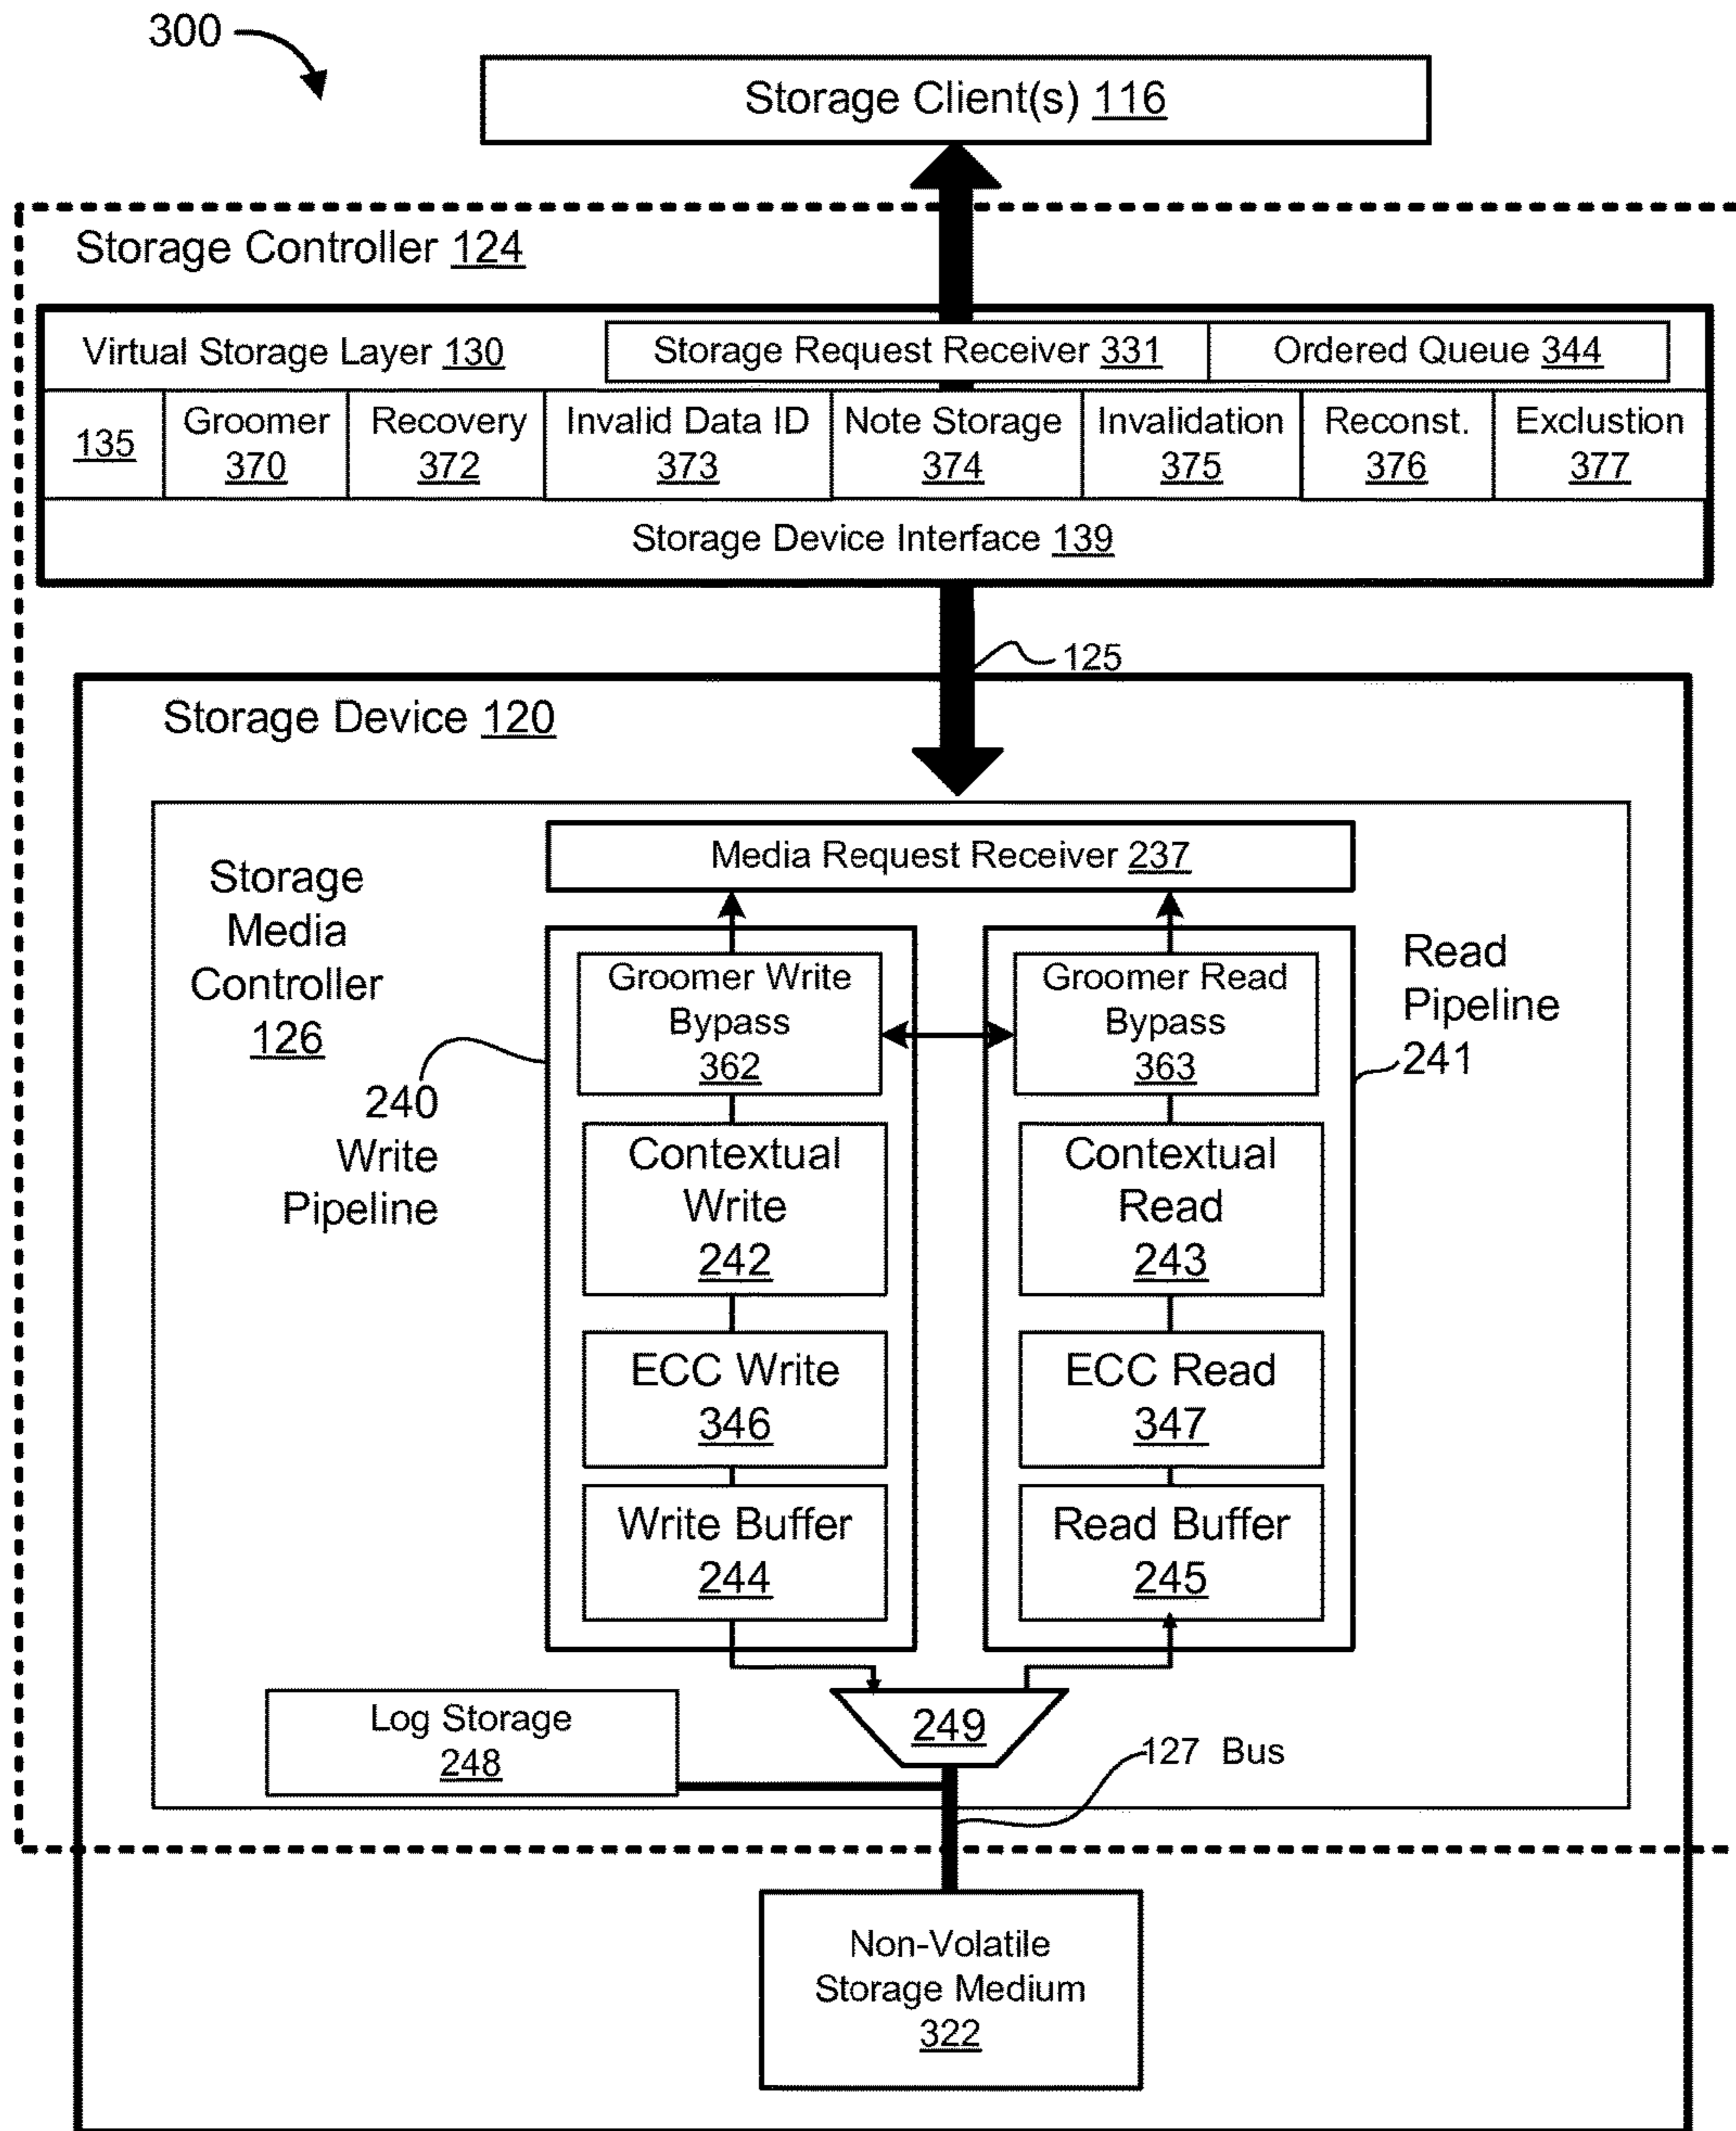 300
Storage Client(s) 116
Storage Controller 124
Virtual Storage Layer 130
Storage Request Receiver 331
Ordered Queue 344
135
Groomer
370
Recovery
372
Invalid Data ID
373
Note Storage
374
Invalidation
375
Reconst.
376
Exclustion
377
Storage Device Interface 139
125
Storage Device 120
Storage
Media
Controller
126
Media Request Receiver 237
240
Write
Pipeline
Groomer Write
Bypass
362
Groomer Read
Bypass
363
Read
Pipeline
241
Contextual
Write
242
Contextual
Read
243
ECC Write
346
ECC Read
347
Write Buffer
244
Read Buffer
245
Log Storage
248
249
127 Bus
Non-Volatile
Storage Medium
322